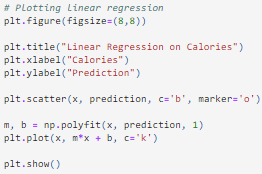 # Plotting linear regression
plt.figure(figsize=(8,8))
plt.title("Linear Regression on Calories")
plt.xlabel("Calories")
plt.ylabel("Prediction")
plt.scatter(x, prediction, c='b', marker='o')
m, b = np.polyfit(x, prediction, 1)
plt.plot(x, m*x + b, c='k')
plt.show()